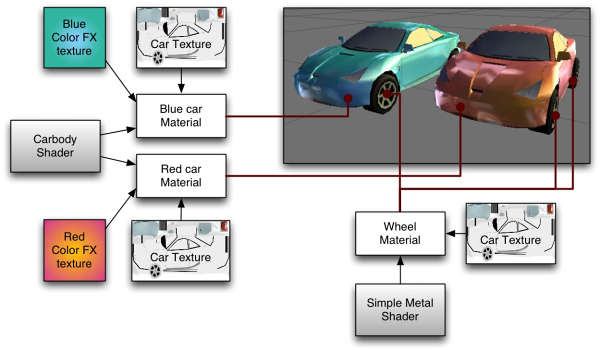 Blue
Color FX
texture
Car Texture
Blue car
Material
Carbody
Shader
Red car
Material
Red
Color FX
texture
Car Texture
Wheel
Material
Car Texture
Simple Metal
Shader